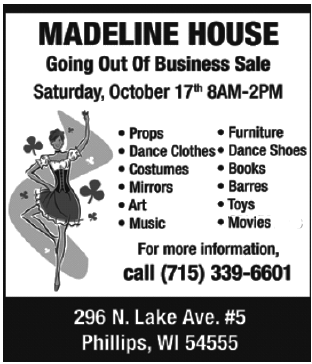 MADELINE HOUSE
Going Out Of Business Sale
Saturday, October 17th 8AM-2PM
• Props
• Dance Clothes
• Costumes
• Mirrors
• Art
• Music
• Furniture
• Dance Shoes
• Books
• Barres
• Toys
• Movies
For more information,
call (715) 339-6601
296 N. Lake Ave. #5
Phillips, WI 54555